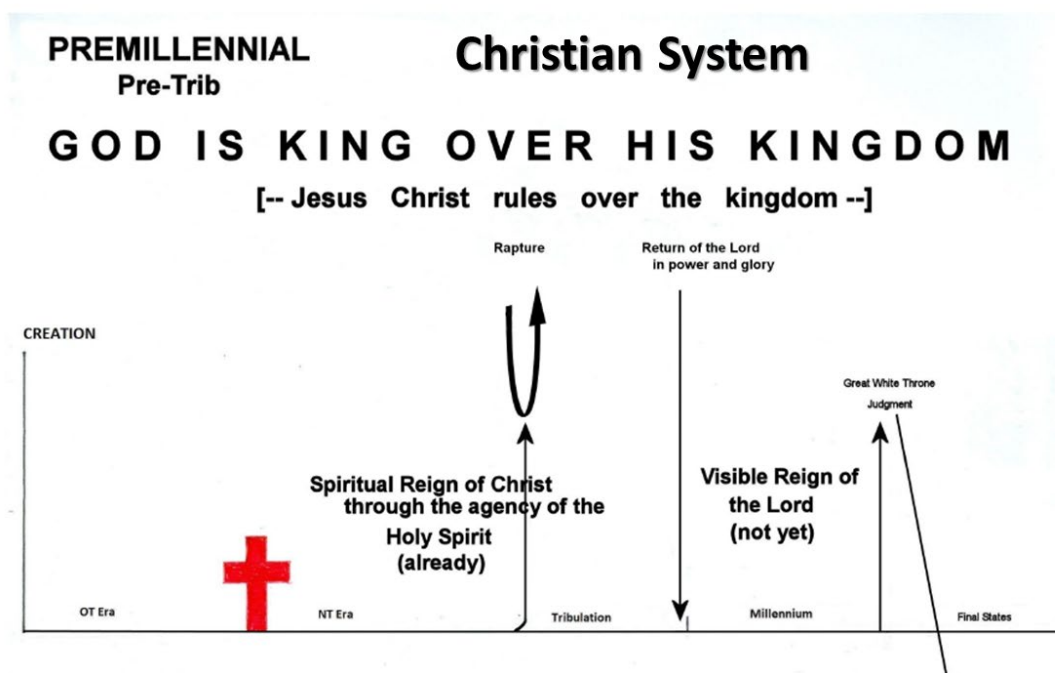 PREMILLENNIAL
Pre-Trib
Christian System
GOD IS KING OVER HIS KINGDOM
[-- Jesus Christ rules over the kingdom --]
Rapture
Return of the Lord
in power and glory
CREATION
Great White Throne
Judgment
Spiritual Reign of Christ
through the agency of the
Holy Spirit
(already)
Visible Reign of
the Lord
(not yet)
OT Era
NT Era
Tribulation
Millennium
Final States